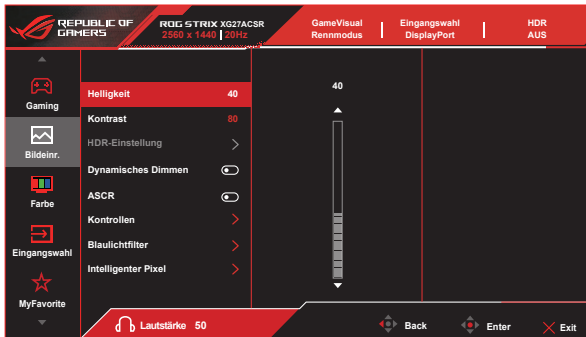 REPUBLIC OF
GAMERS
ROG STRIX XG27ACSR
2560 x 1440 | 20Hz
GameVisual
Rennmodus
Eingangswahl
DisplayPort
HDR
AUS
Gaming
Bildeinr.
Farbe
Eingangswahl
MyFavorite
Helligkeit 40
Kontrast 80
HDR-Einstellung
Dynamisches Dimmen
ASCR
Kontrollen
Blaulichtfilter
Intelligenter Pixel
40
Lautstärke 50
Back
Enter
Exit